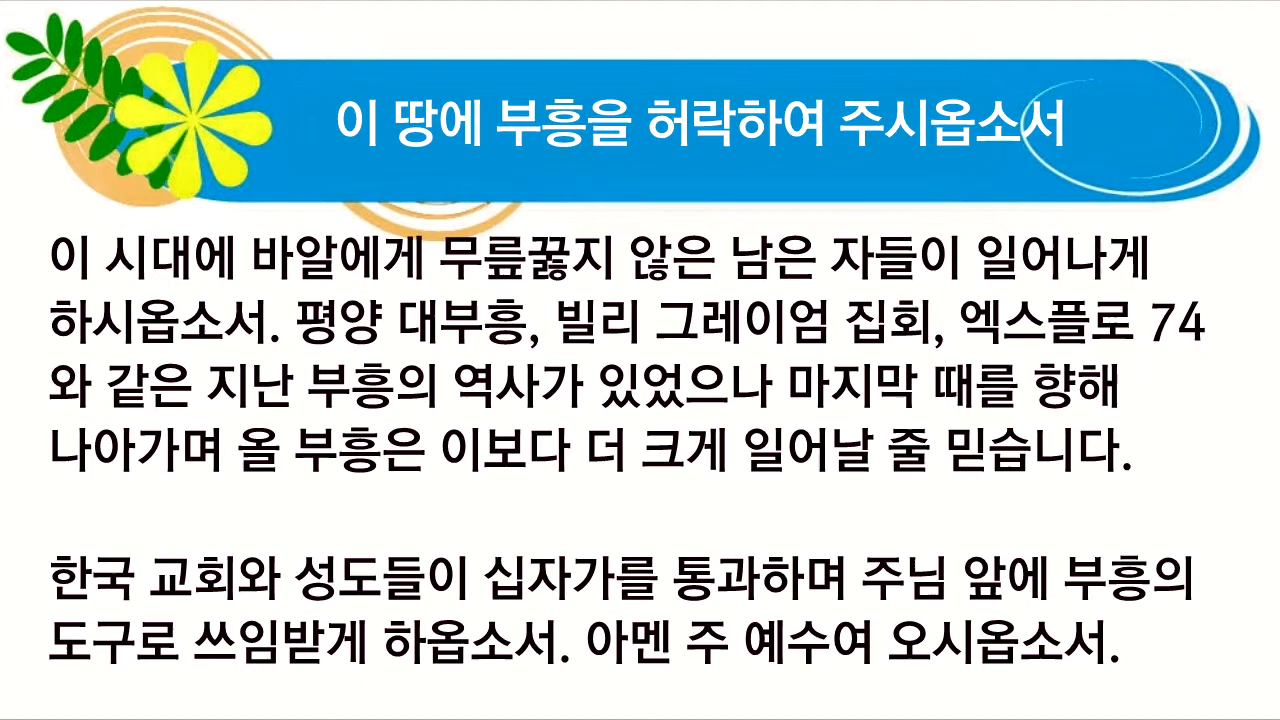 이 땅에 부흥을 허락하여 주시옵소서
이 시대에 바알에게 무릎꿇지 않은 남은 자들이 일어나게
하시옵소서. 평양 대부흥, 빌리 그레이엄 집회, 엑스플로 74
와 같은 지난 부흥의 역사가 있었으나 마지막 때를 향해
나아가며 올 부흥은 이보다 더 크게 일어날 줄 믿습니다.
한국 교회와 성도들이 십자가를 통과하며 주님 앞에 부흥의
도구로 쓰임받게 하옵소서. 아멘 주 예수여 오시옵소서.